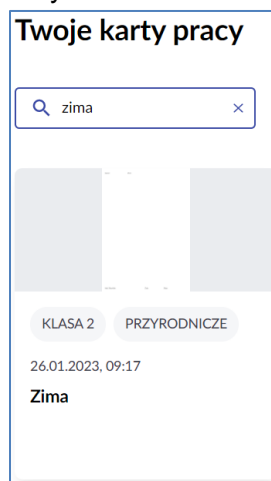 Twoje karty pracy
zima
KLASA 2 PRZYRODNICZE
26.01.2023, 09:17
Zima